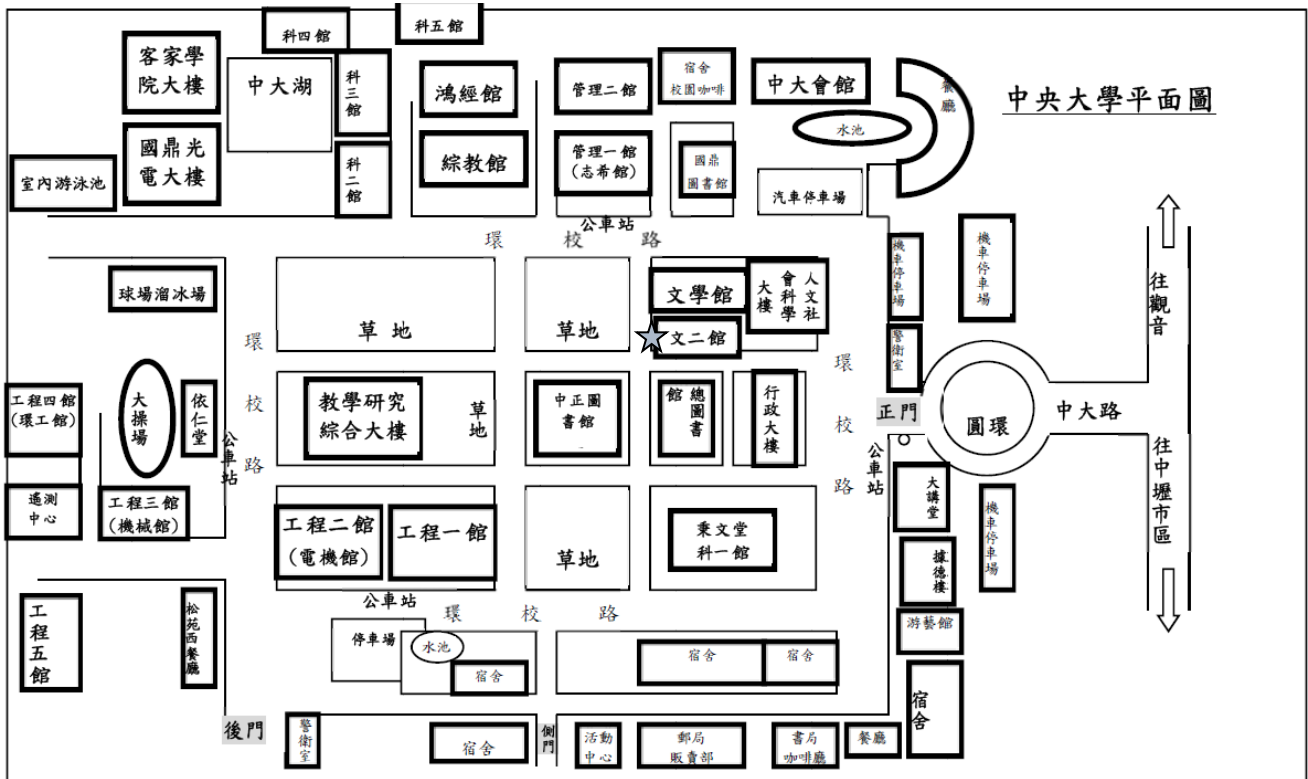 中央大學平面圖
科四館
科五館
客家學
院大樓
中大湖
科三館
鴻經館
管理二館
宿舍
校園咖啡
中大會館
餐廳
水池
國鼎光
電大樓
室內游泳池
科二館
綜教館
管理一館
(志希館)
國鼎
圖書館
汽車停車場
公車站
環校路
機車停車場
機車停車場
往觀音
球場溜冰場
草地
草地
文學館
人文社
會科學
大樓
文二館
警衛室
環校路
環校路
工程四館
(環工館)
大操場
依仁堂
公車站
教學研究
綜合大樓
草地
中正圖
書館
總圖書
館
行政大樓
正門
圓環
中大路
公車站
往中壢市區
遙測
中心
工程三館
(機械館)
工程二館
(電機館)
工程一館
草地
秉文堂
科一館
大講堂
機車停車場
據德樓
公車站
環校路
工程五館
松苑西餐廳
停車場
水池
宿舍
宿舍
宿舍
游藝館
宿舍
後門
警衛室
宿舍
側門
活動
中心
郵局
販賣部
書局
咖啡廳
餐廳